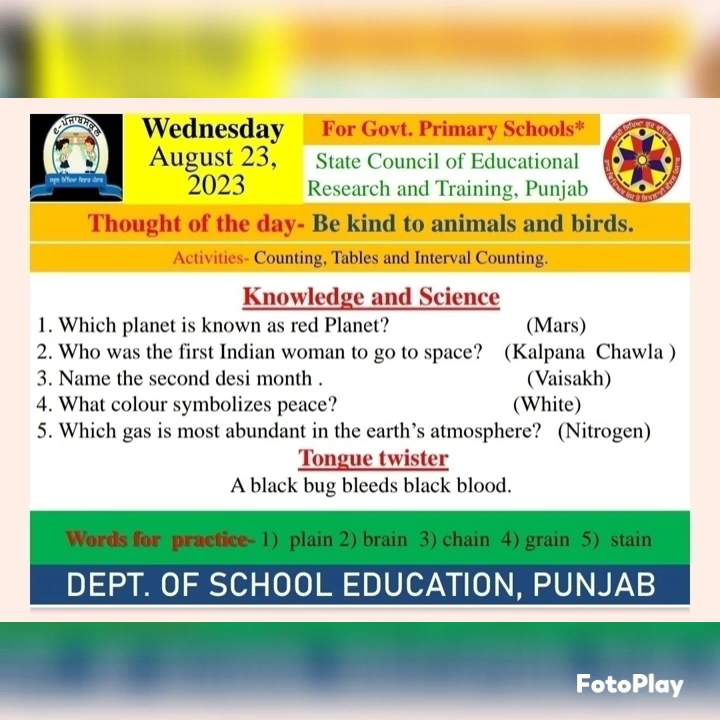 ਈ-ਪੰਜਾਬਸਕੂਲ
Wednesday
August 23,
2023
For Govt. Primary Schools*
State Council of Educational
Research and Training, Punjab
Thought of the day- Be kind to animals and birds.
Activities- Counting, Tables and Interval Counting.
Knowledge and Science
1. Which planet is known as red Planet? (Mars)
2. Who was the first Indian woman to go to space? (Kalpana Chawla )
3. Name the second desi month . (Vaisakh)
4. What colour symbolizes peace? (White)
5. Which gas is most abundant in the earth's atmosphere? (Nitrogen)
Tongue twister
A black bug bleeds black blood.
Words for practice- 1) plain 2) brain 3) chain 4) grain 5) stain
DEPT. OF SCHOOL EDUCATION, PUNJAB
FotoPlay